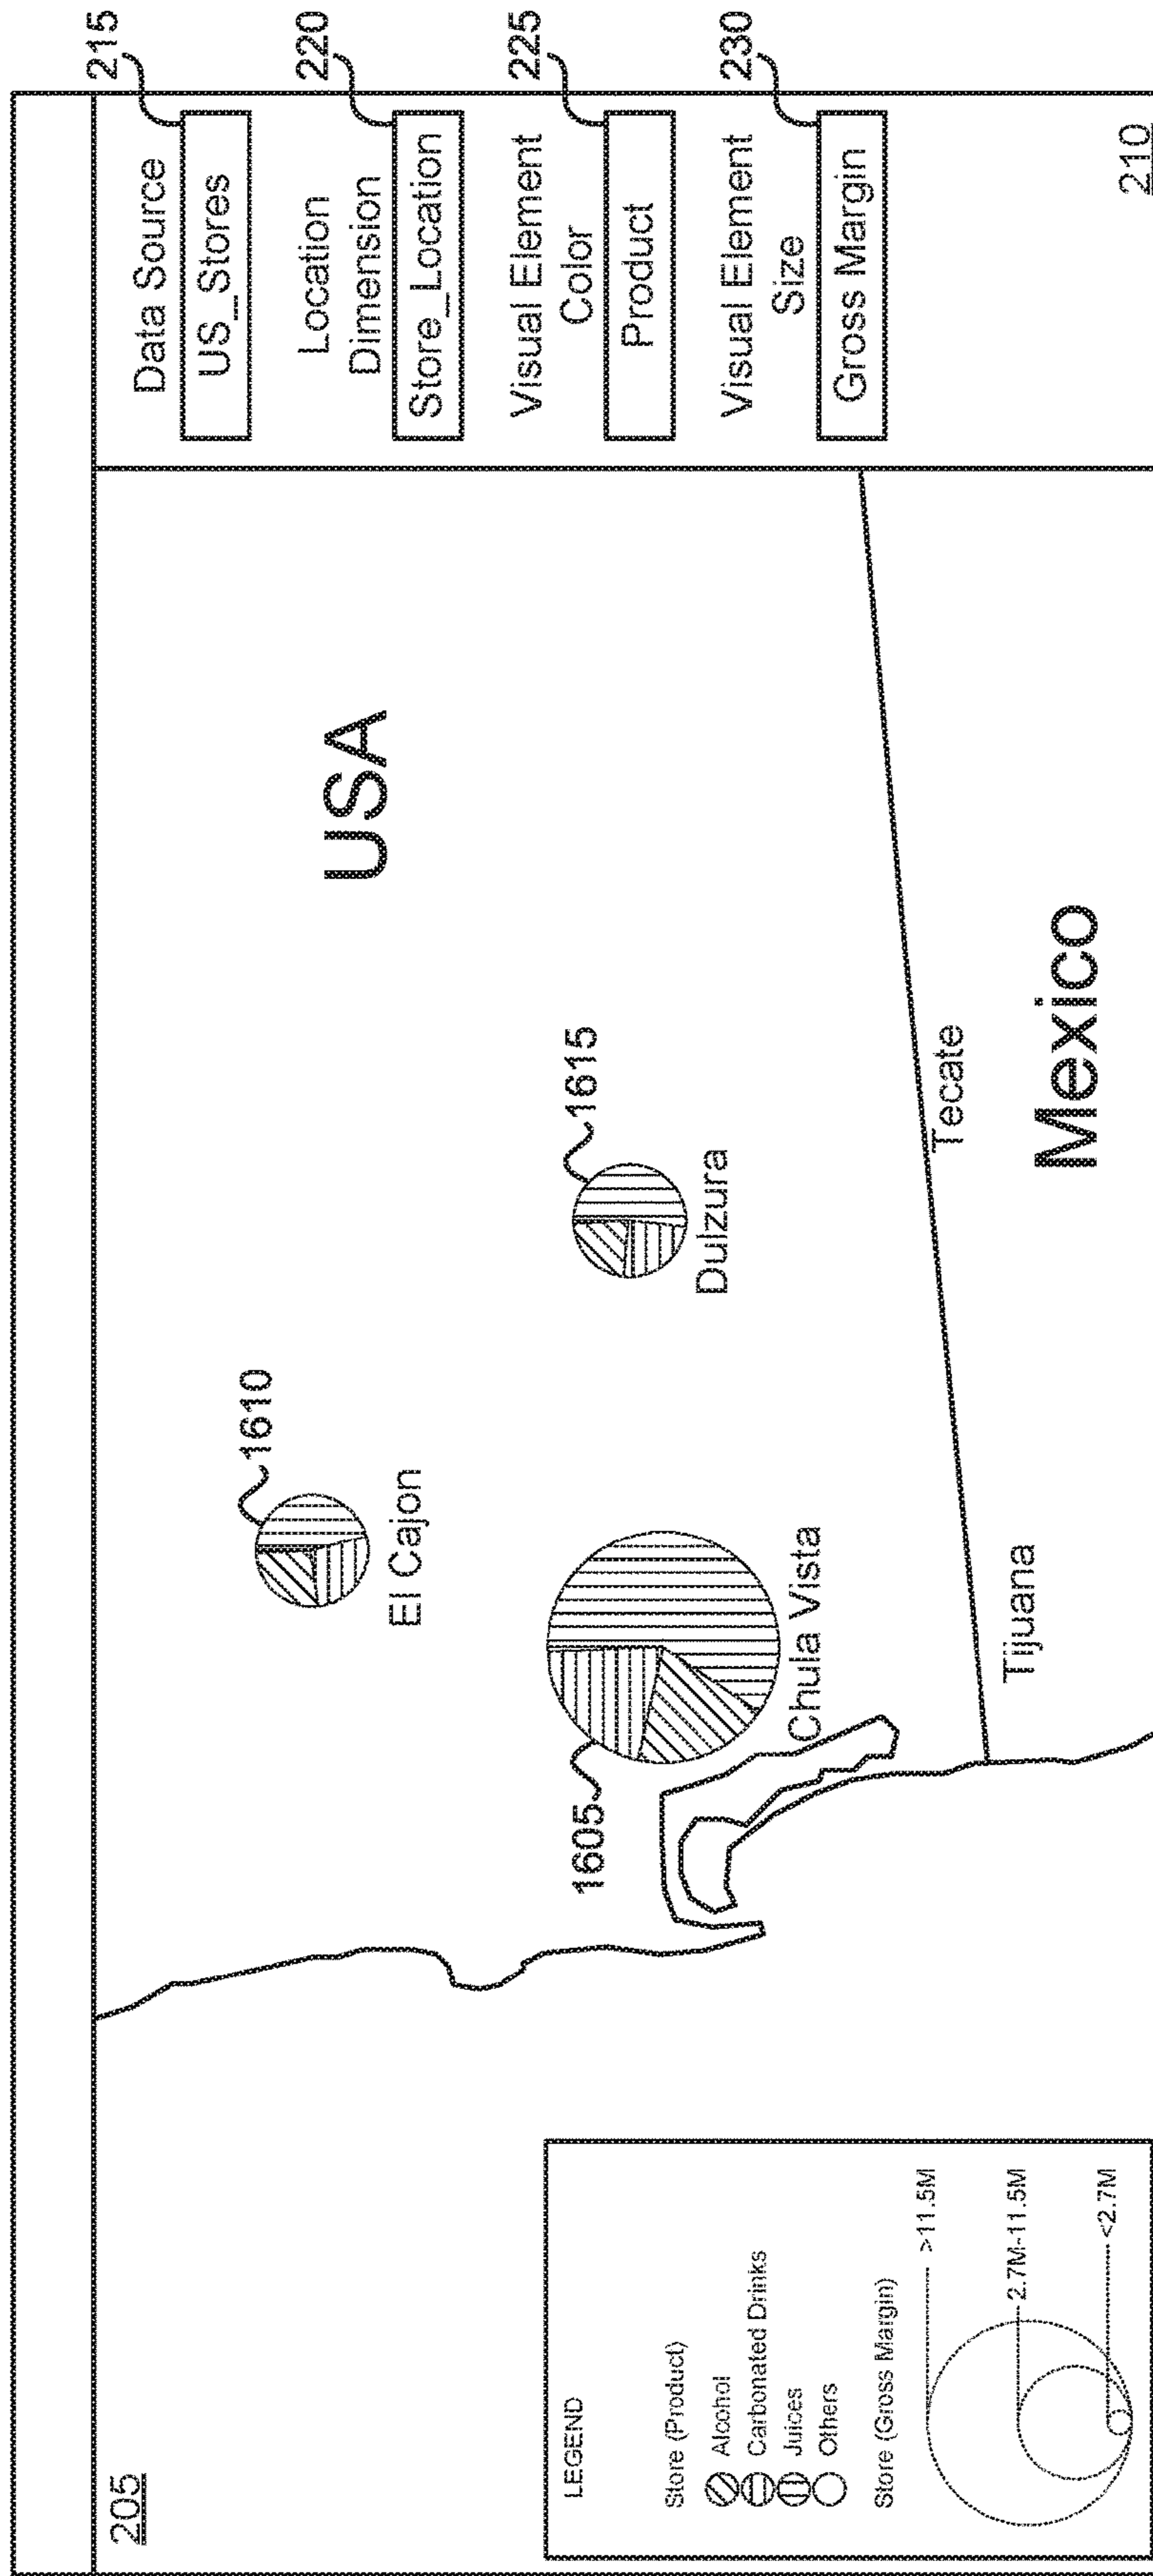 205
215
Data Source
US_Stores
220
Location
Dimension
Store_Location
225
Visual Element
Color
Product
230
Visual Element
Size
Gross Margin
210
USA
1610
El Cajon
1615
Dulzura
1605
Chula Vista
Tecate
Tijuana
Mexico
LEGEND
Store (Product)
Alcohol
Carbonated Drinks
Juices
Others
Store (Gross Margin)
>11.5M
2.7M-11.5M
<2.7M